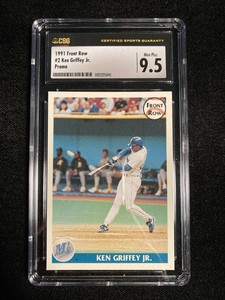 CSG
CERTIFIED SPORTS GUARANTY
1991 Front Row
#2 Ken Griffey Jr.
Promo
Mint Plus
9.5
FRONT
ROW
KEN GRIFFEY JR.